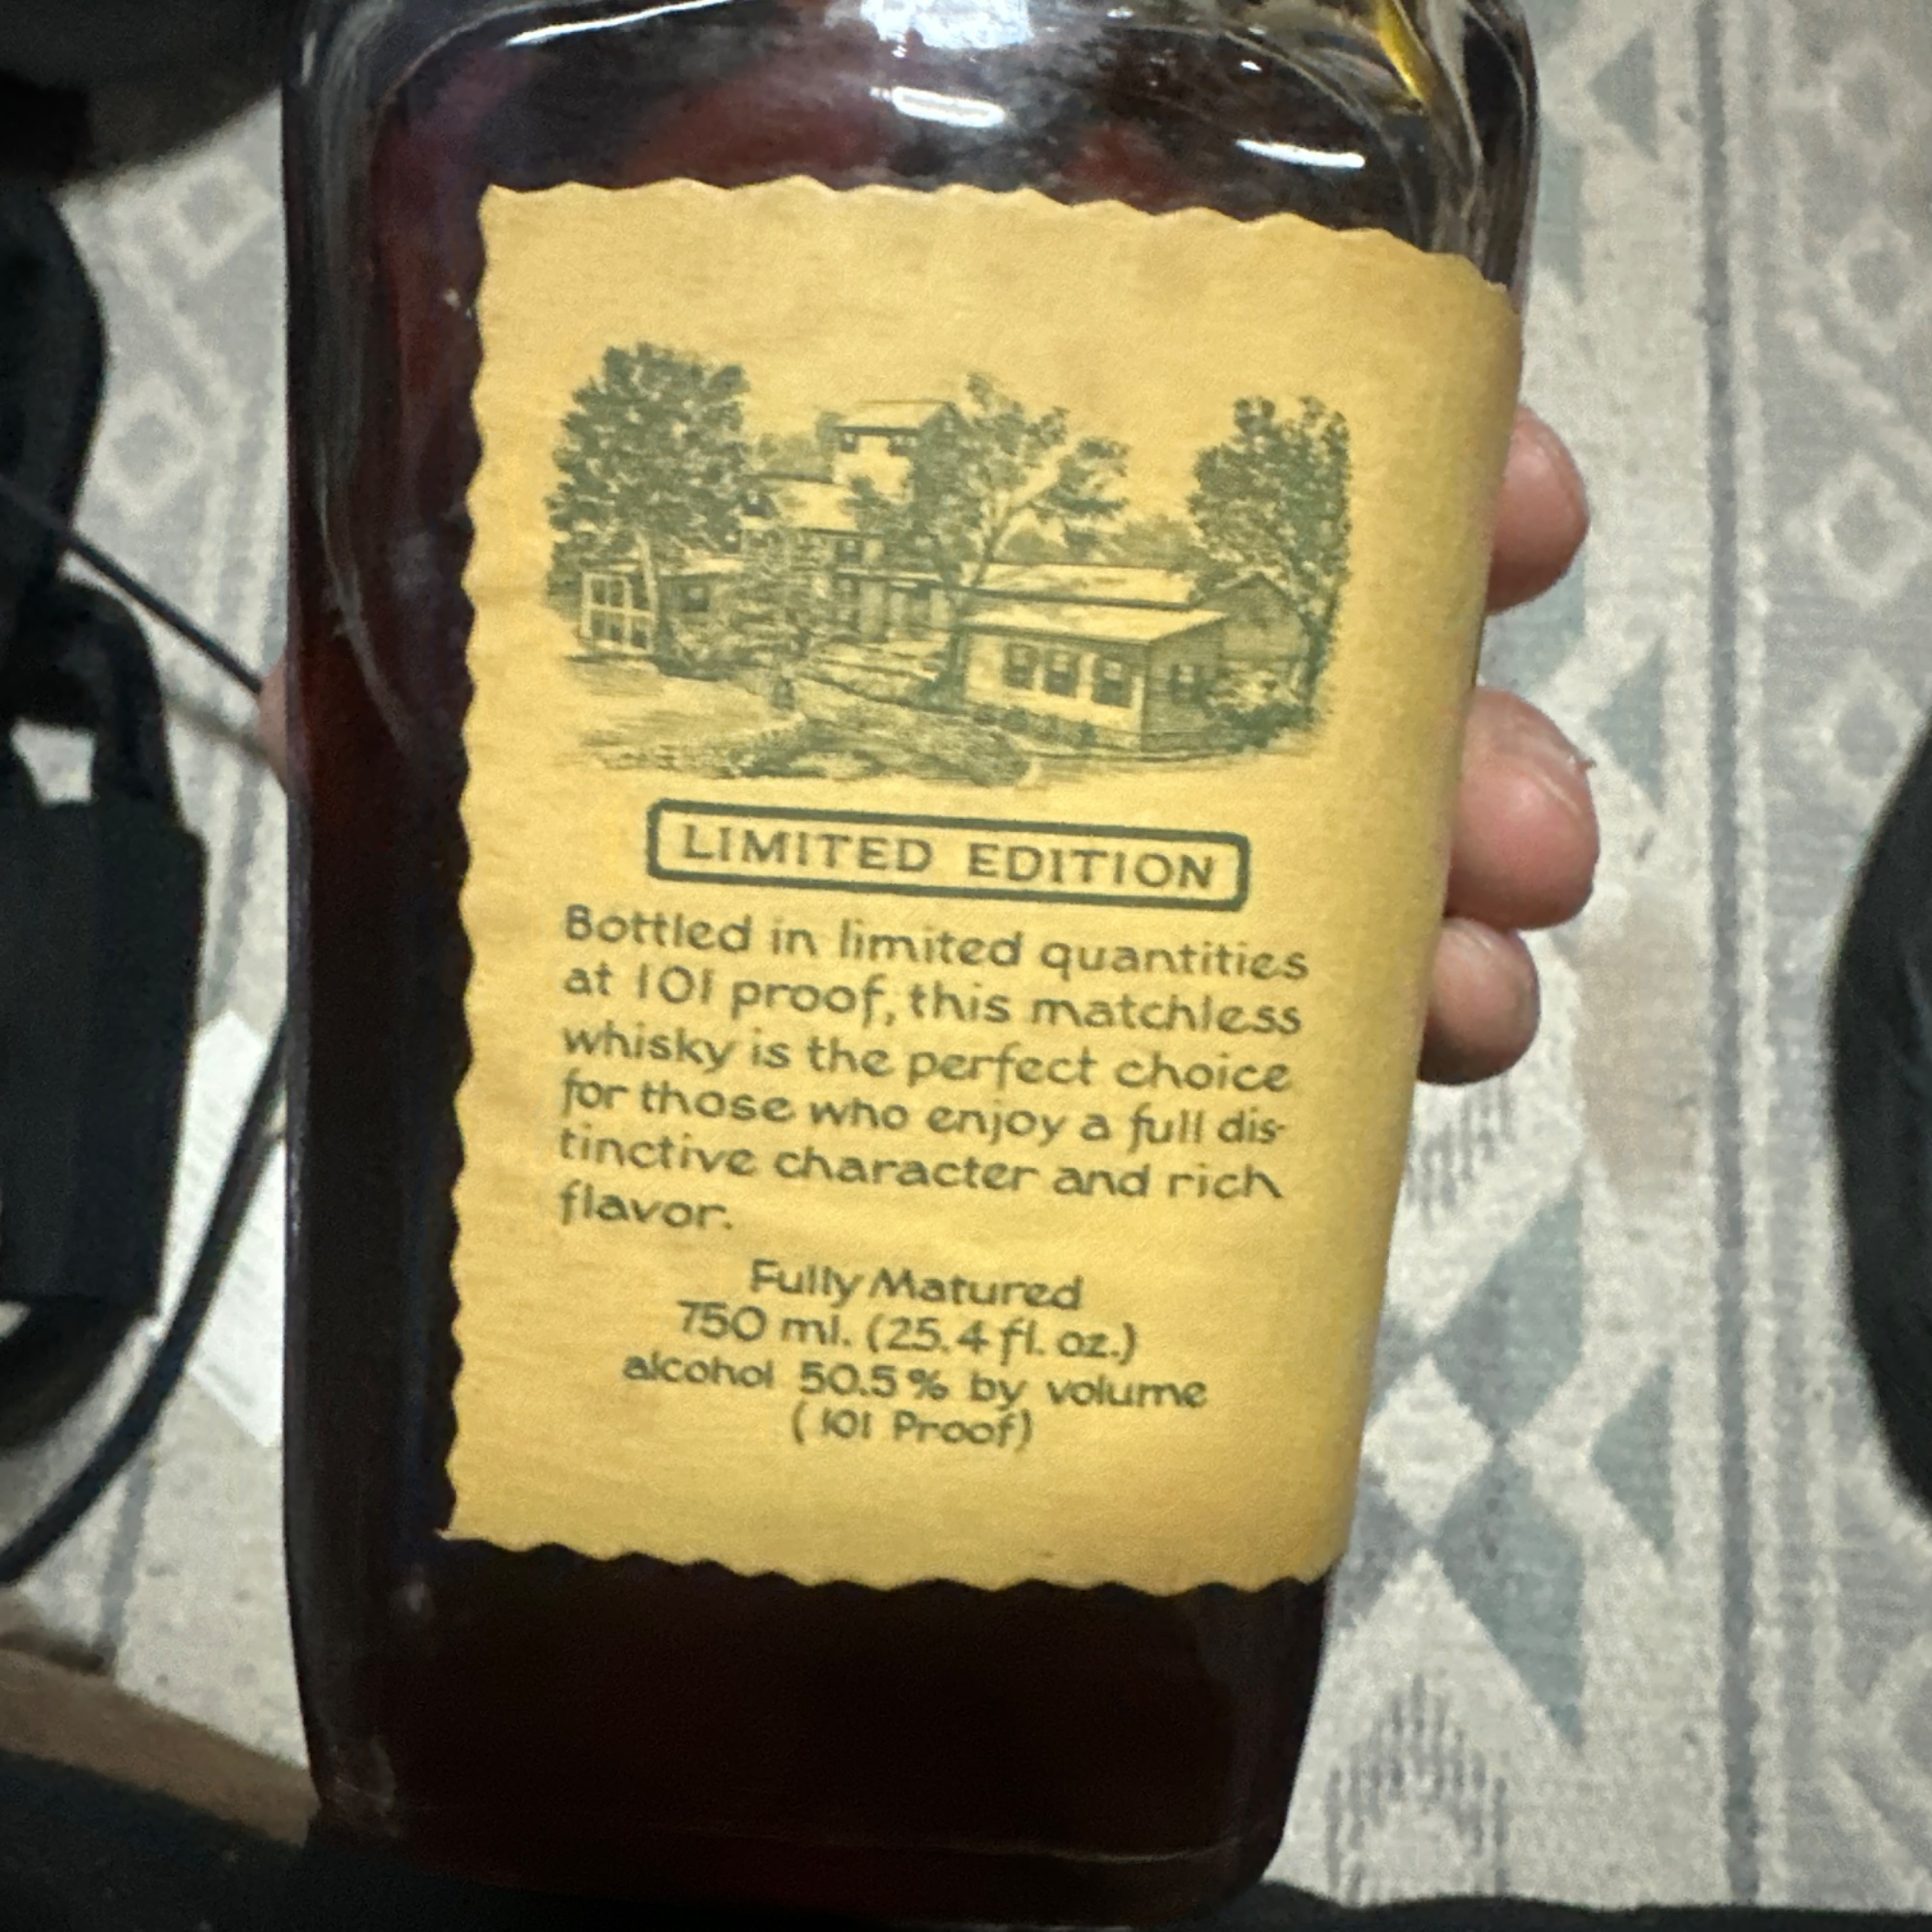 LIMITED EDITION
Bottled in limited quantities
at 101 proof, this matchless
whisky is the perfect choice
for those who enjoy a full dis-
tinctive character and rich
flavor.
Fully Matured
750 ml. (25.4 fl. oz.)
alcohol 50.5% by volume
(101 Proof)